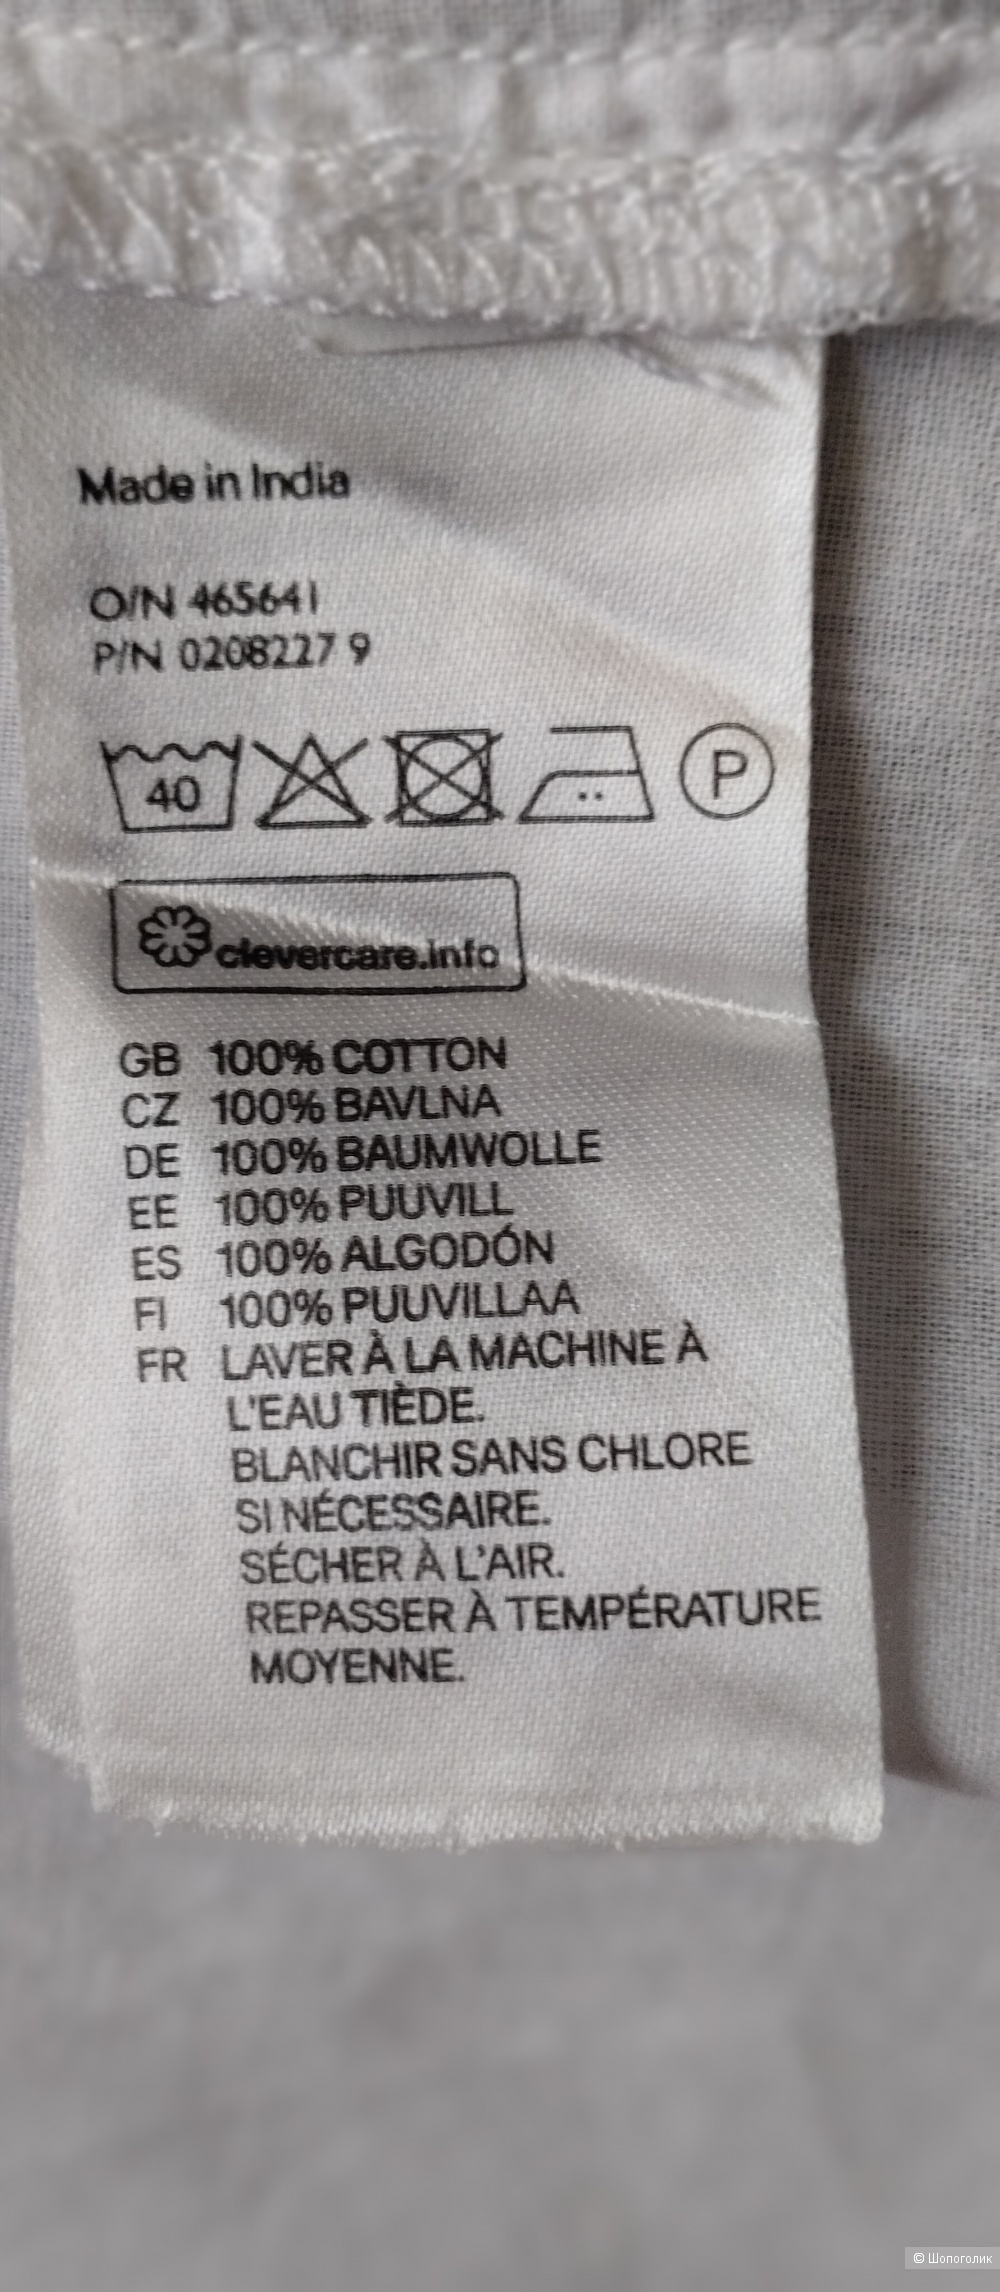 Made in India
O/N 465641
P/N 0208227 9
40
P
clevercare.info
GB 100% COTTON
CZ 100% BAVLNA
DE 100% BAUMWOLLE
EE 100% PUUVILL
ES 100% ALGODÓN
FI 100% PUUVILLAA
FR LAVER À LA MACHINE À
L'EAU TIÈDE.
BLANCHIR SANS CHLORE
SI NÉCESSAIRE.
SÉCHER À L'AIR.
REPASSER À TEMPÉRATURE
MOYENNE.
© Шопоголик